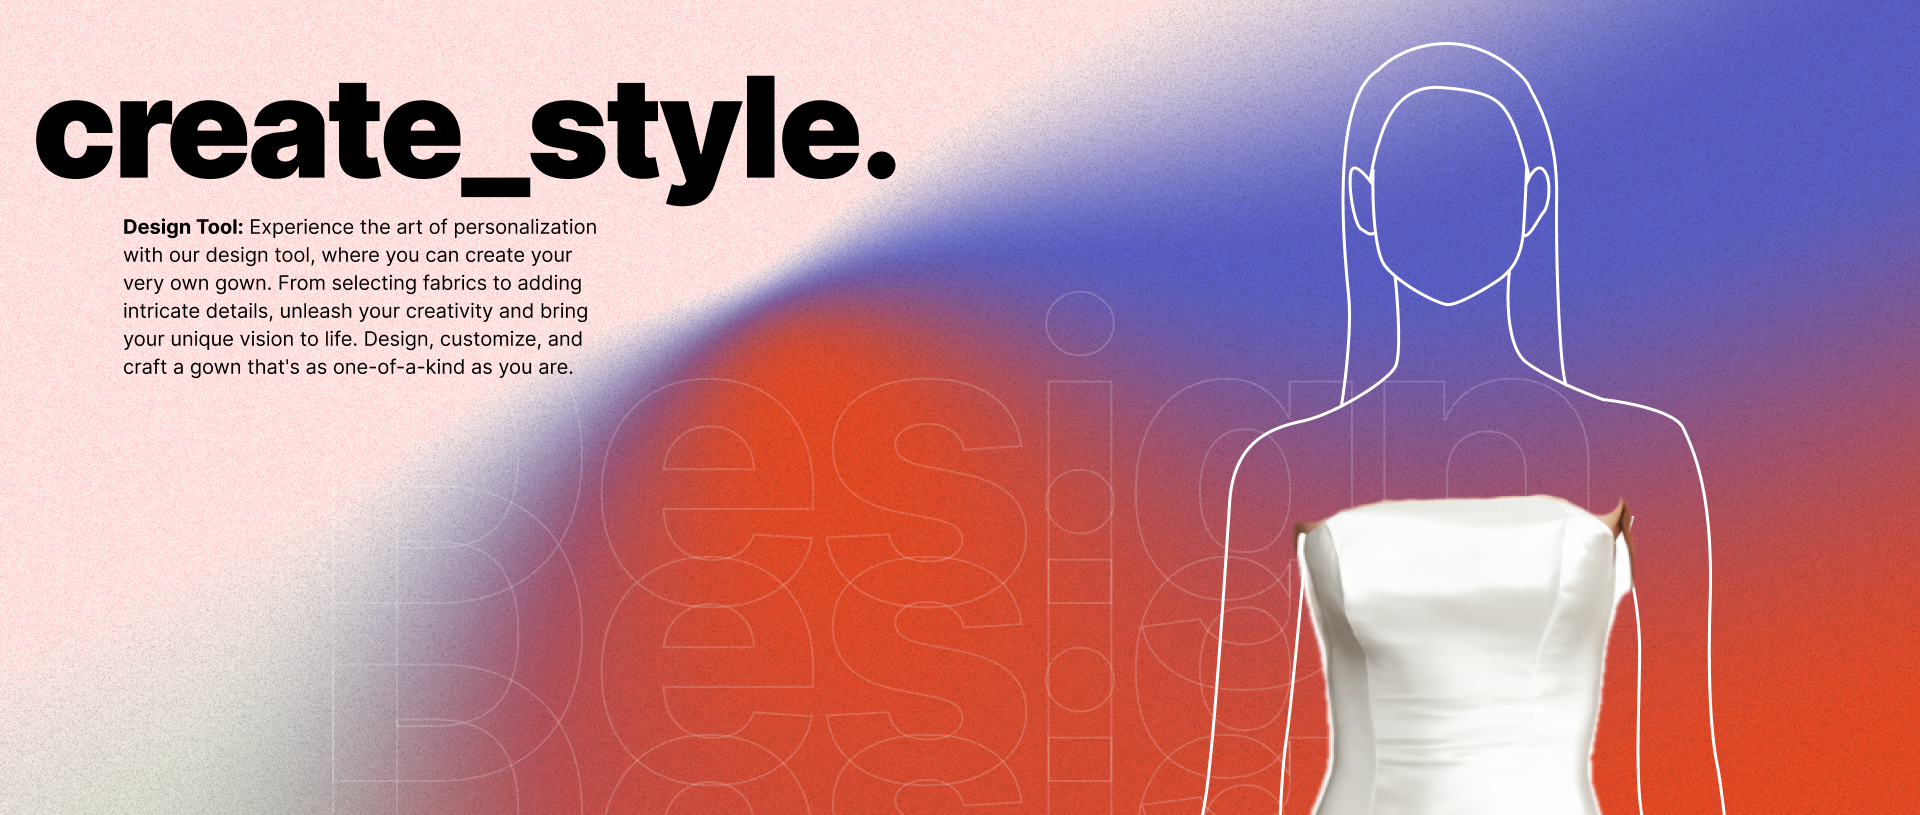 create_style.
Design Tool: Experience the art of personalization
with our design tool, where you can create your
very own gown. From selecting fabrics to adding
intricate details, unleash your creativity and bring
your unique vision to life. Design, customize, and
craft a gown that's as one-of-a-kind as you are.
Design
Design
Design